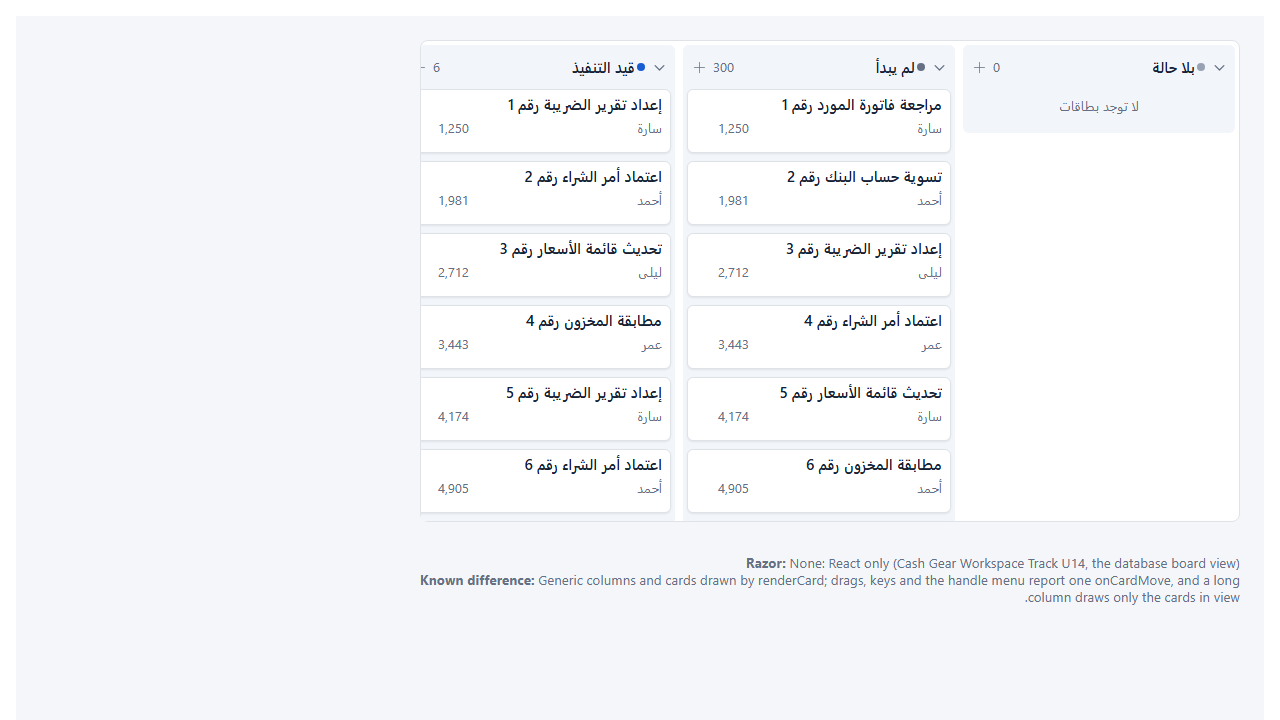 بلا حالة 0
لا توجد بطاقات
لم يبدأ 300
مراجعة فاتورة المورد رقم 1
سارة 1,250
تسوية حساب البنك رقم 2
أحمد 1,981
إعداد تقرير الضريبة رقم 3
ليلى 2,712
اعتماد أمر الشراء رقم 4
عمر 3,443
تحديث قائمة الأسعار رقم 5
سارة 4,174
مطابقة المخزون رقم 6
أحمد 4,905
قيد التنفيذ 6
إعداد تقرير الضريبة رقم 1
سارة 1,250
اعتماد أمر الشراء رقم 2
أحمد 1,981
تحديث قائمة الأسعار رقم 3
ليلى 2,712
مطابقة المخزون رقم 4
عمر 3,443
إعداد تقرير الضريبة رقم 5
سارة 4,174
اعتماد أمر الشراء رقم 6
أحمد 4,905
Razor: None: React only (Cash Gear Workspace Track U14, the database board view)
Known difference: Generic columns and cards drawn by renderCard; drags, keys and the handle menu report one onCardMove, and a long
column draws only the cards in view.